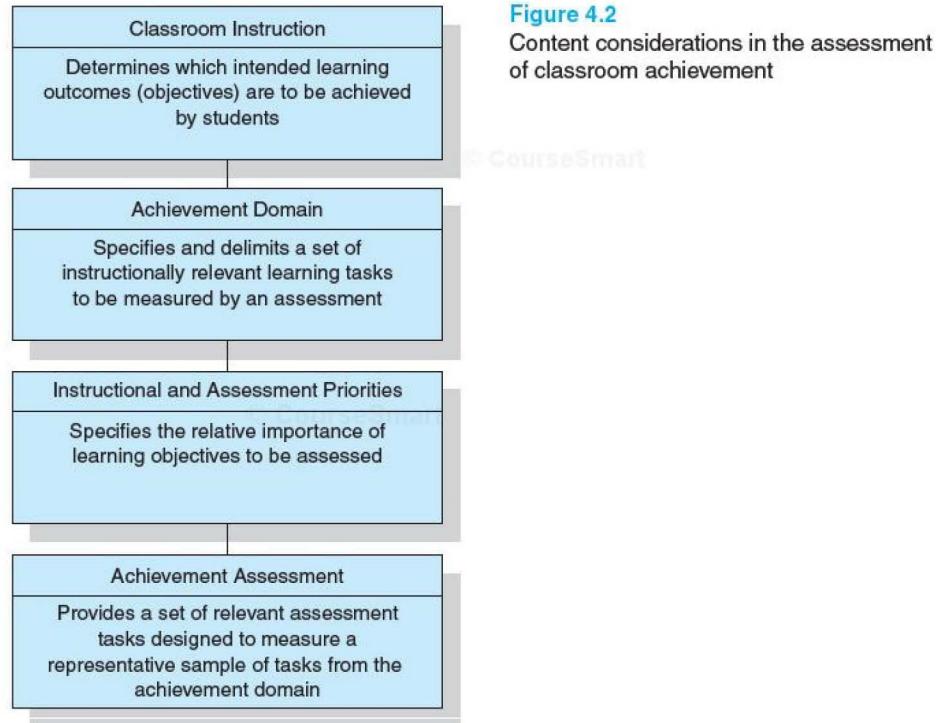 Figure 4.2
Content considerations in the assessment
of classroom achievement
Classroom Instruction
Determines which intended learning
outcomes (objectives) are to be achieved
by students
© CourseSmart
Achievement Domain
Specifies and delimits a set of
instructionally relevant learning tasks
to be measured by an assessment
Instructional and Assessment Priorities
© CourseSmart
Specifies the relative importance of
learning objectives to be assessed
Achievement Assessment
Provides a set of relevant assessment
tasks designed to measure a
representative sample of tasks from the
achievement domain